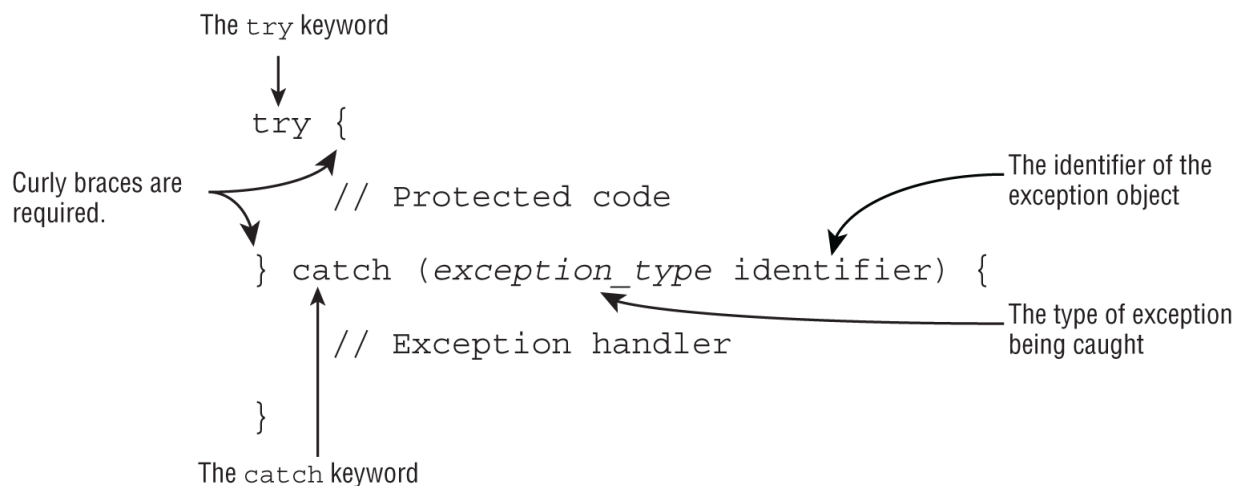 The try keyword
try {
Curly braces are
required.
// Protected code
The identifier of the
exception object
} catch (exception_type identifier) {
The type of exception
being caught
// Exception handler
}
The catch keyword